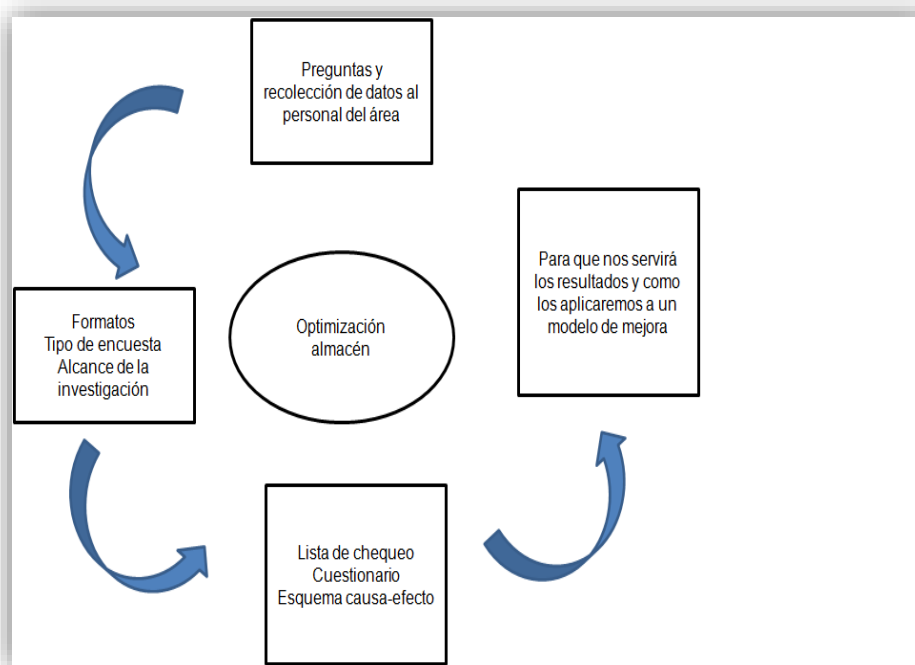 Preguntas y
recolección de datos al
personal del área
Formatos
Tipo de encuesta
Alcance de la
investigación
Optimización
almacén
Para que nos servirá
los resultados y como
los aplicaremos a un
modelo de mejora
Lista de chequeo
Cuestionario
Esquema causa-efecto